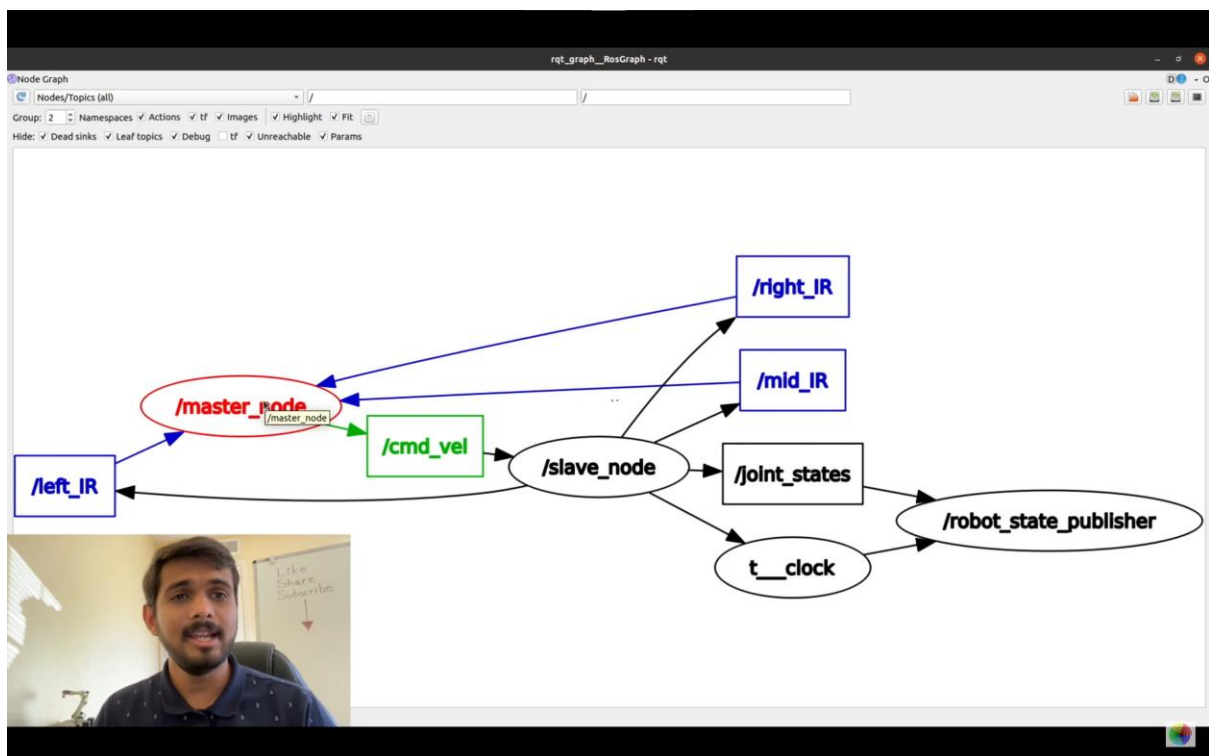 rqt_graph__RosGraph - rqt
Node Graph
Nodes/Topics (all)
/
/
Group: 2 Namespaces Actions tf Images Highlight Fit
Hide: Dead sinks Leaf topics Debug tf Unreachable Params
/right_IR
/mid_IR
/master_node
/master_node
/cmd_vel
/slave_node
/joint_states
/left_IR
/robot_state_publisher
t__clock
Like
Share
Subscribe